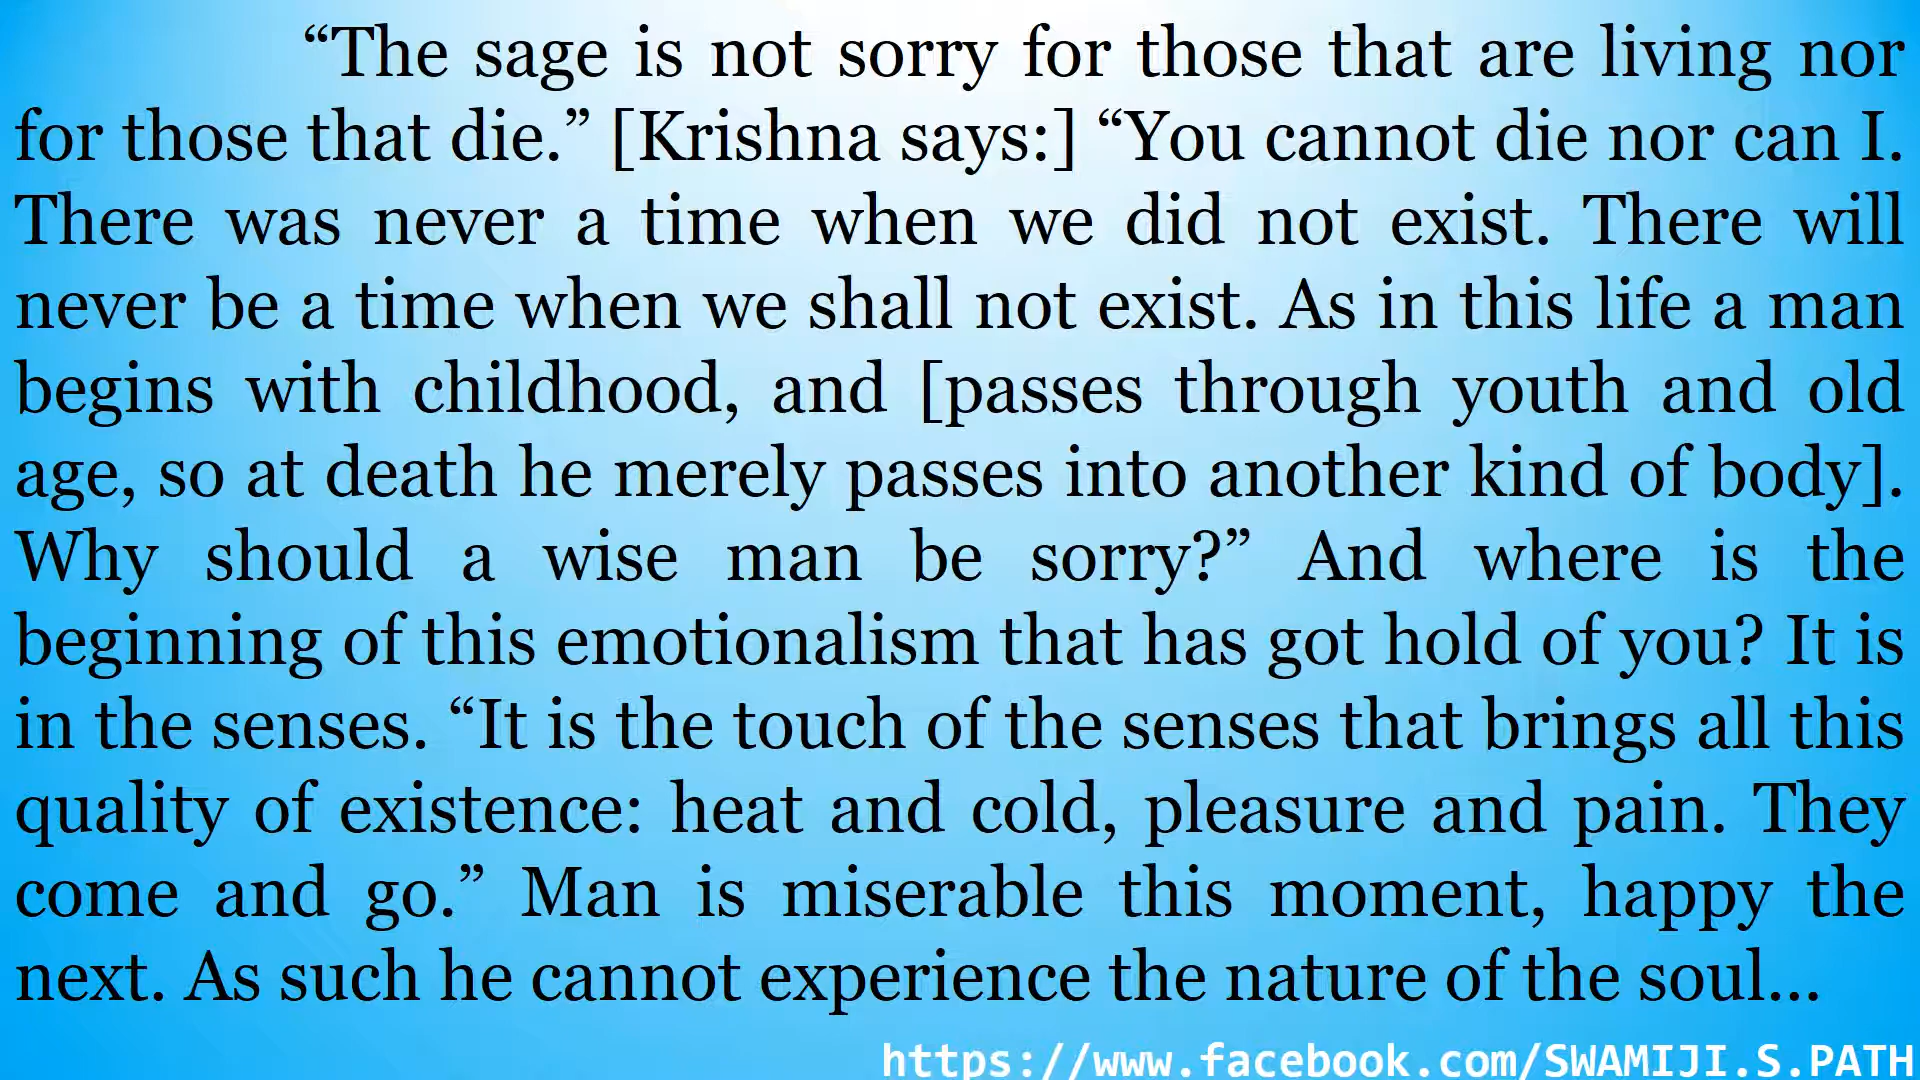 “The sage is not sorry for those that are living nor
for those that die.” [Krishna says:] “You cannot die nor can I.
There was never a time when we did not exist. There will
never be a time when we shall not exist. As in this life a man
begins with childhood, and [passes through youth and old
age, so at death he merely passes into another kind of body].
Why should a wise man be sorry?” And where is the
beginning of this emotionalism that has got hold of you? It is
in the senses. “It is the touch of the senses that brings all this
quality of existence: heat and cold, pleasure and pain. They
come and go.” Man is miserable this moment, happy the
next. As such he cannot experience the nature of the soul...
https://www.facebook.com/SWAMIJI.S.PATH